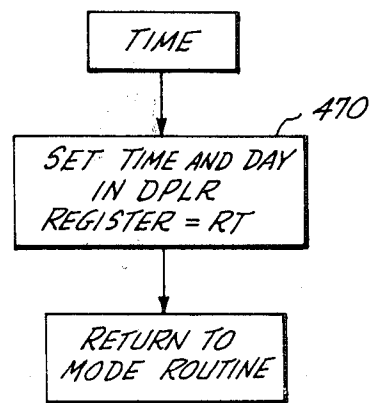 TIME
470
SET TIME AND DAY
IN DPLR
REGISTER = RT
RETURN TO
MODE ROUTINE